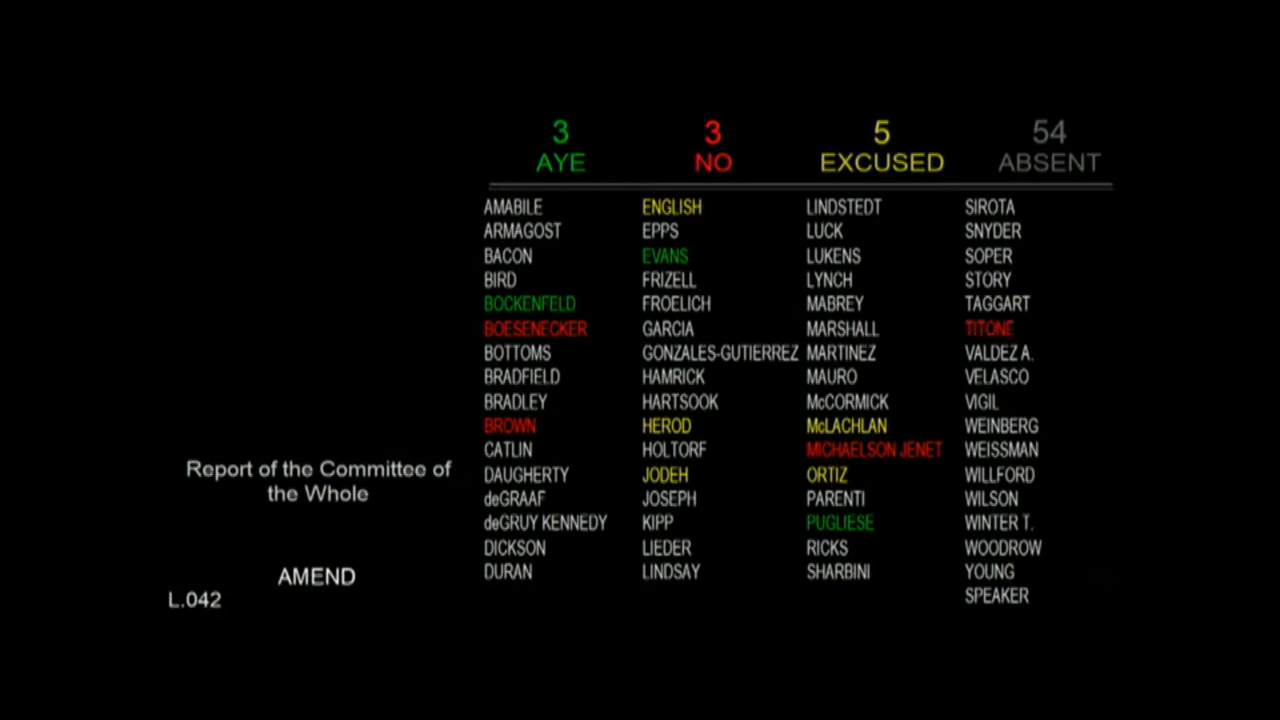 3 3 5 54
AYE NO EXCUSED ABSENT
AMABILE ENGLISH LINDSTEDT SIROTA
ARMAGOST EPPS LUCK SNYDER
BACON EVANS LUKENS SOPER
BIRD FRIZELL LYNCH STORY
BOCKENFELD FROELICH MABREY TAGGART
BOESENECKER GARCIA MARSHALL TITONE
BOTTOMS GONZALES-GUTIERREZ MARTINEZ VALDEZ A.
BRADFIELD HAMRICK MAURO VELASCO
BRADLEY HARTSOOK McCORMICK VIGIL
BROWN HEROD McLACHLAN WEINBERG
CATLIN HOLTORF MICHAELSON JENET WEISSMAN
DAUGHERTY JODEH ORTIZ WILLFORD
deGRAAF JOSEPH PARENTI WILSON
deGRUY KENNEDY KIPP PUGLIESE WINTER T.
DICKSON LIEDER RICKS WOODROW
DURAN LINDSAY SHARBINI YOUNG
SPEAKER
Report of the Committee of
the Whole
AMEND
L.042